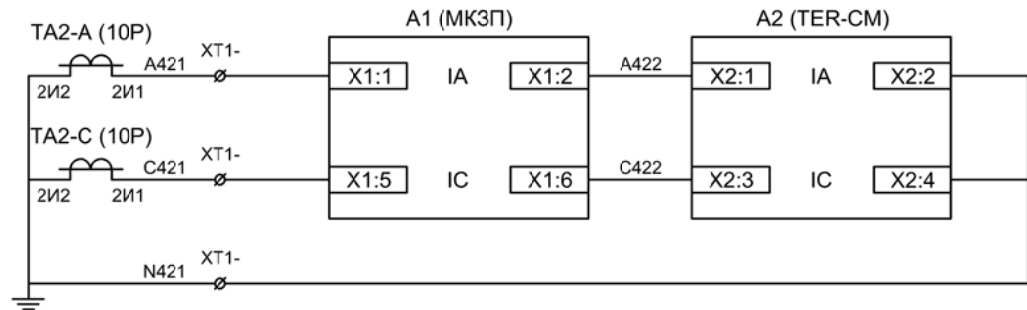 A1 (МКЗП)
A2 (TER-CM)
TA2-A (10P)
A421
XT1-
X1:1
IA
X1:2
A422
X2:1
IA
X2:2
2И2
2И1
TA2-C (10P)
C421
XT1-
X1:5
IC
X1:6
C422
X2:3
IC
X2:4
2И2
2И1
N421
XT1-